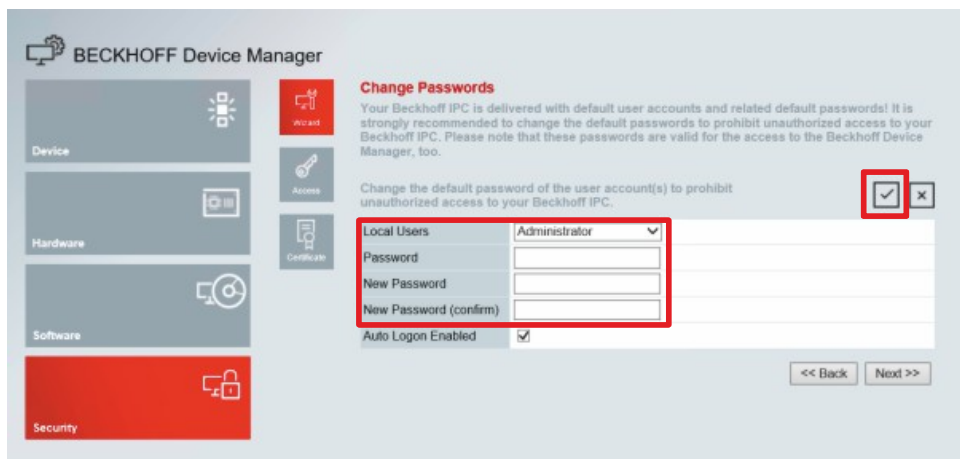 BECKHOFF Device Manager
Device
Hardware
Software
Security
Wizard
Access
Certificate
Change Passwords
Your Beckhoff IPC is delivered with default user accounts and related default passwords! It is
strongly recommended to change the default passwords to prohibit unauthorized access to your
Beckhoff IPC. Please note that these passwords are valid for the access to the Beckhoff Device
Manager, too.
Change the default password of the user account(s) to prohibit
unauthorized access to your Beckhoff IPC.
Local Users Administrator
Password
New Password
New Password (confirm)
Auto Logon Enabled
<< Back Next >>